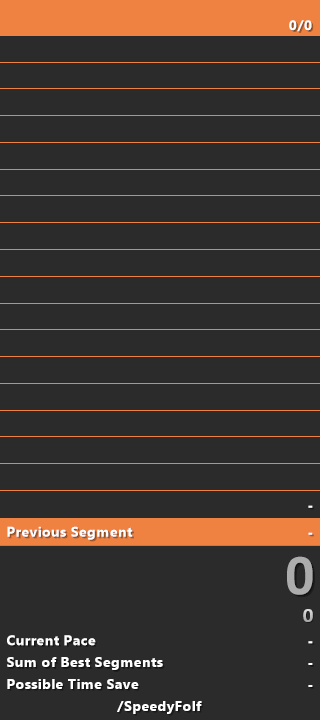 0/0
-
Previous Segment -
0
0
Current Pace -
Sum of Best Segments -
Possible Time Save -
/SpeedyFolf